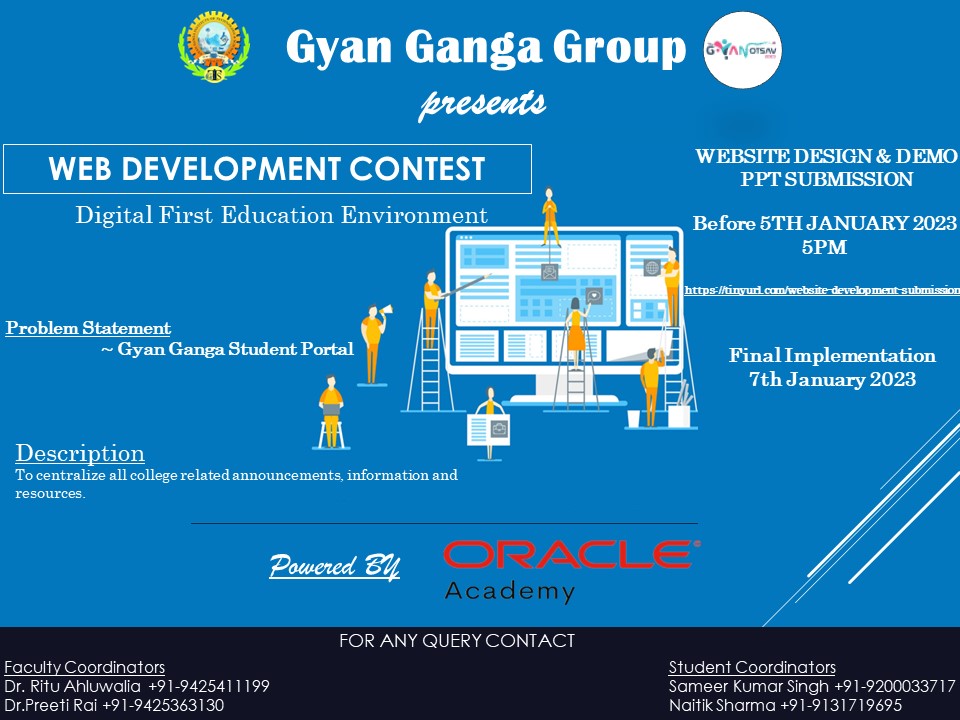 Gyan Ganga Group
GYAN OTSAV
presents
WEB DEVELOPMENT CONTEST
Digital First Education Environment
WEBSITE DESIGN & DEMO
PPT SUBMISSION
Before 5TH JANUARY 2023
5PM
https://tinyurl.com/website-development-submission
Problem Statement
~ Gyan Ganga Student Portal
Final Implementation
7th January 2023
Description
To centralize all college related announcements, information and
resources.
Powered BY
ORACLE
Academy
FOR ANY QUERY CONTACT
Faculty Coordinators
Dr. Ritu Ahluwalia +91-9425411199
Dr.Preeti Rai +91-9425363130
Student Coordinators
Sameer Kumar Singh +91-9200033717
Naitik Sharma +91-9131719695